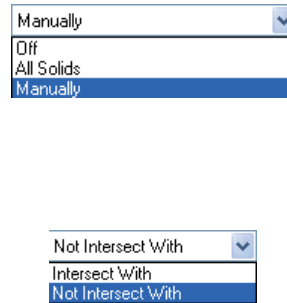 Manually
Off
All Solids
Manually
Not Intersect With
Intersect With
Not Intersect With